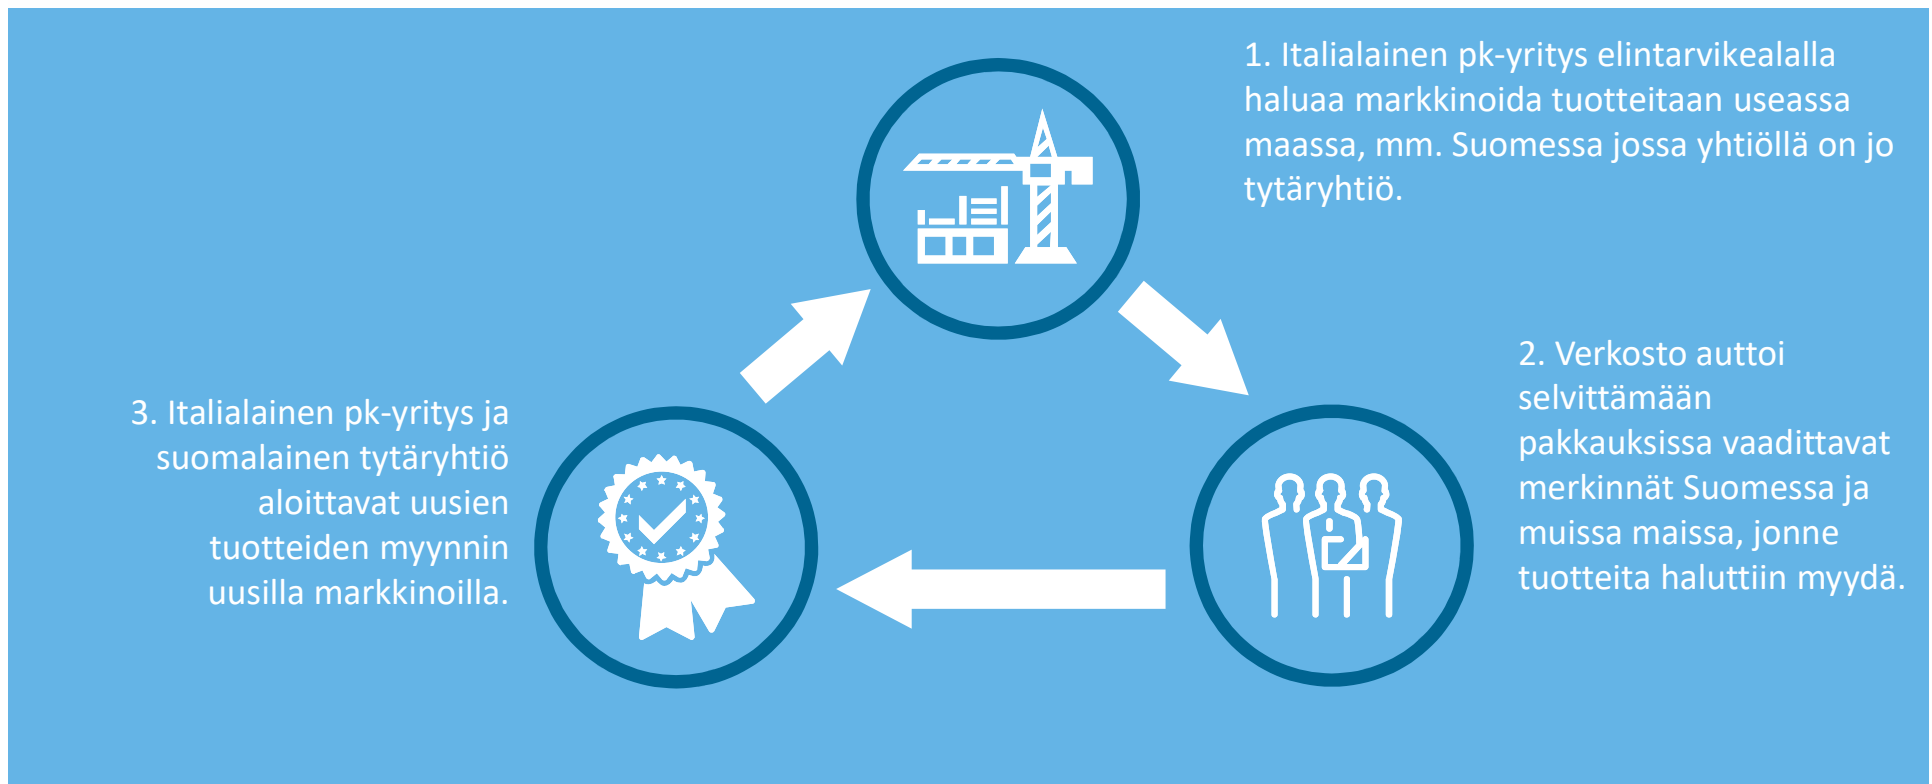 1. Italialainen pk-yritys elintarvikealalla
haluaa markkinoida tuotteitaan useassa
maassa, mm. Suomessa jossa yhtiöllä on jo
tytäryhtiö.
2. Verkosto auttoi
selvittämään
pakkauksissa vaadittavat
merkinnät Suomessa ja
muissa maissa, jonne
tuotteita haluttiin myydä.
3. Italialainen pk-yritys ja
suomalainen tytäryhtiö
aloittavat uusien
tuotteiden myynnin
uusilla markkinoilla.